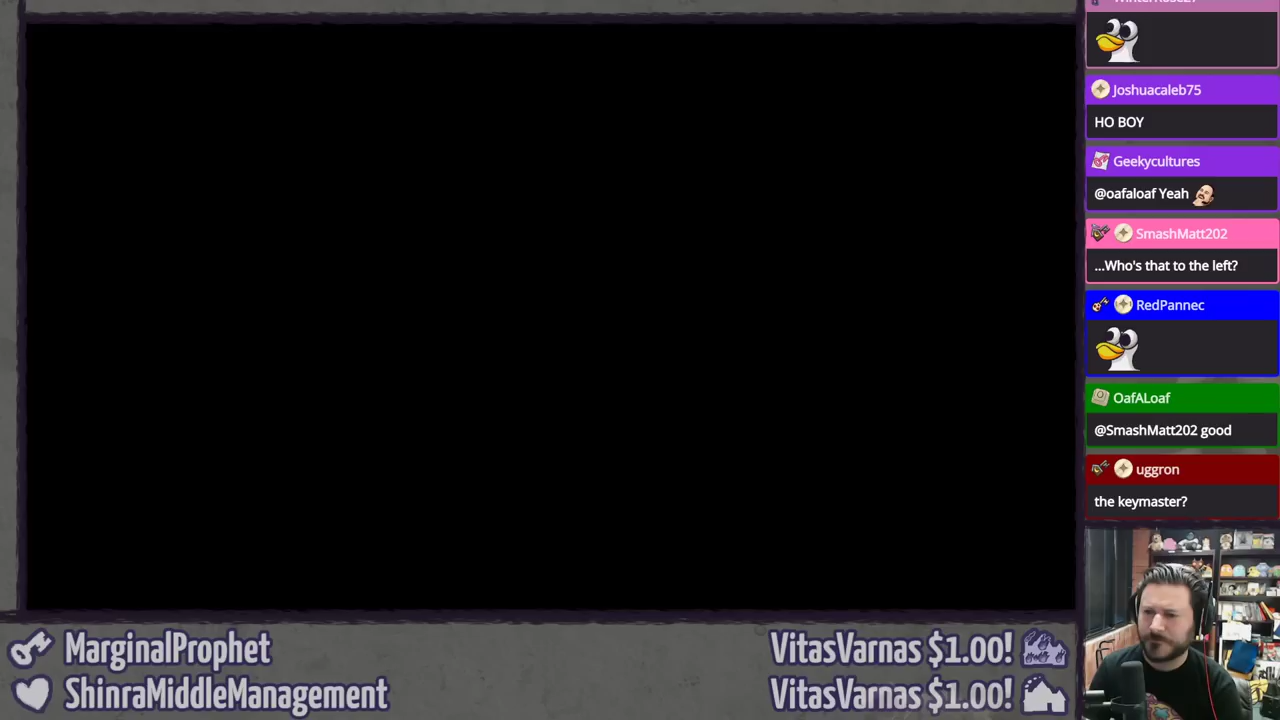 Joshuacaleb75
HO BOY
Geekycultures
@oafaloaf Yeah
SmashMatt202
...Who's that to the left?
RedPannec
OafALoaf
@SmashMatt202 good
uggron
the keymaster?
MarginalProphet
VitasVarnas $1.00!
ShinraMiddleManagement
VitasVarnas $1.00!